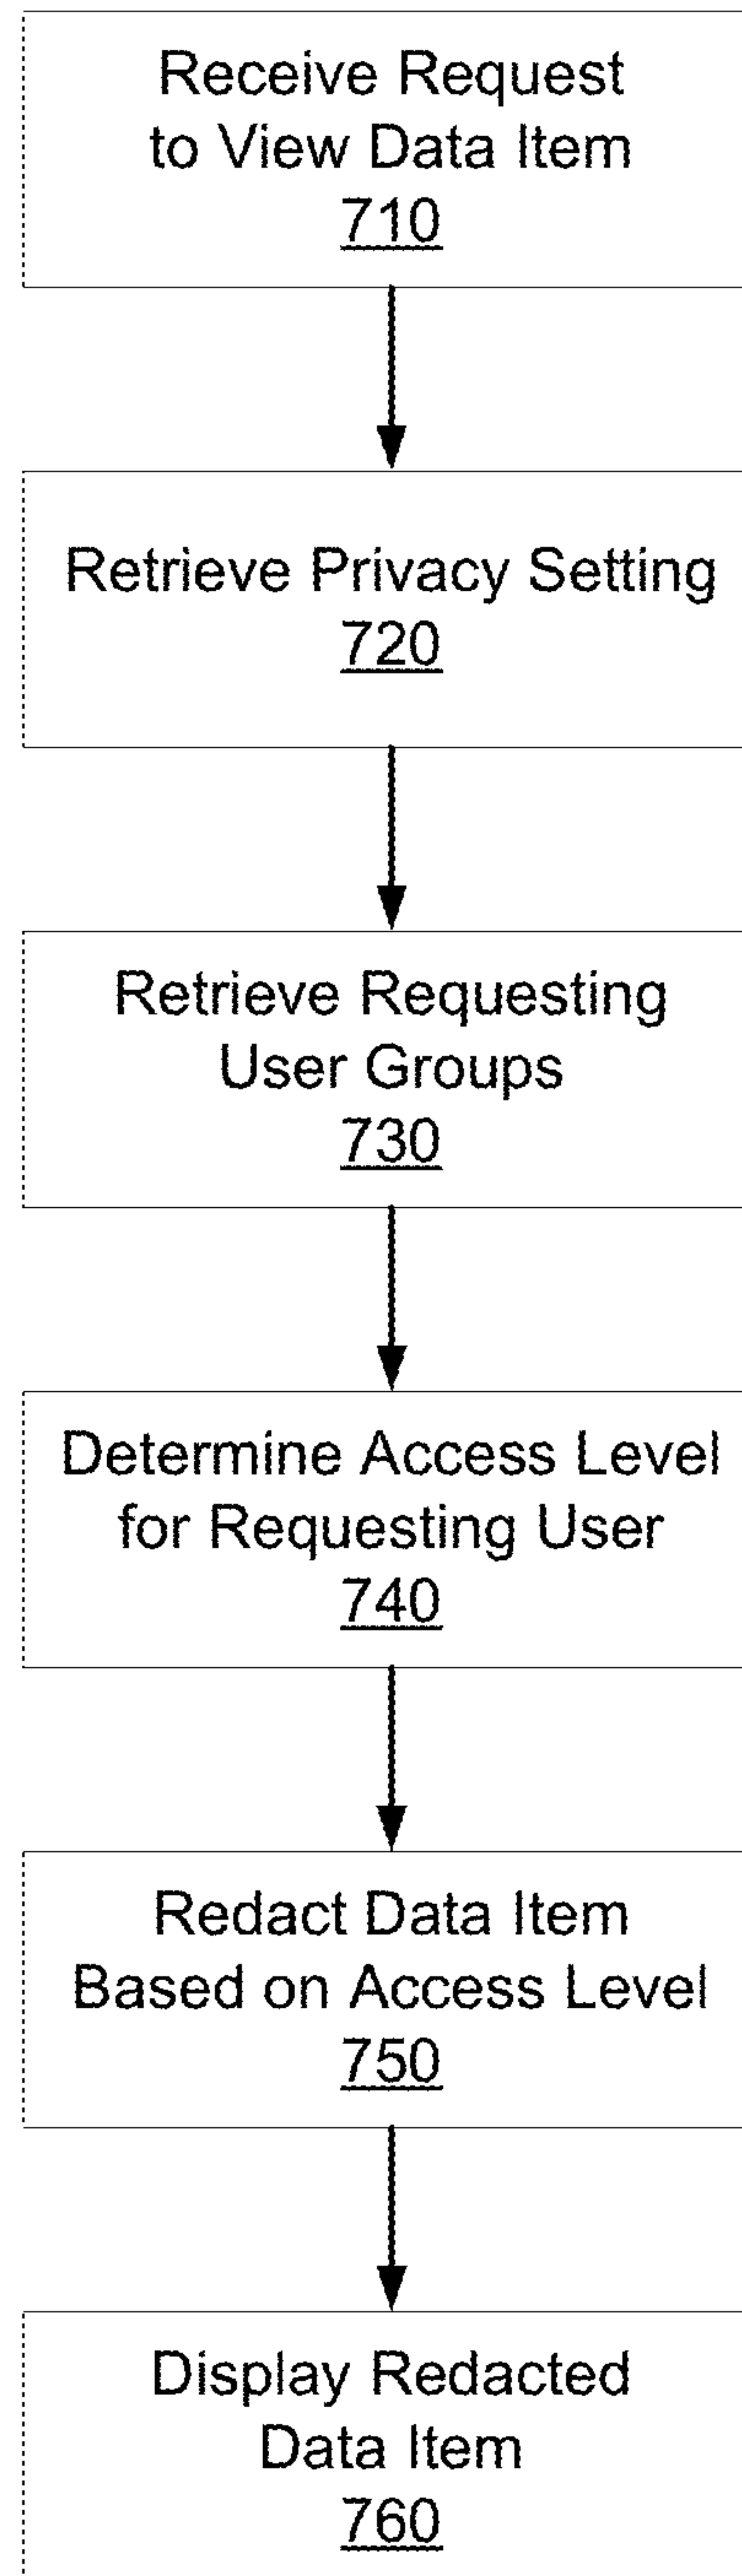 Receive Request
to View Data Item
710
Retrieve Privacy Setting
720
Retrieve Requesting
User Groups
730
Determine Access Level
for Requesting User
740
Redact Data Item
Based on Access Level
750
Display Redacted
Data Item
760